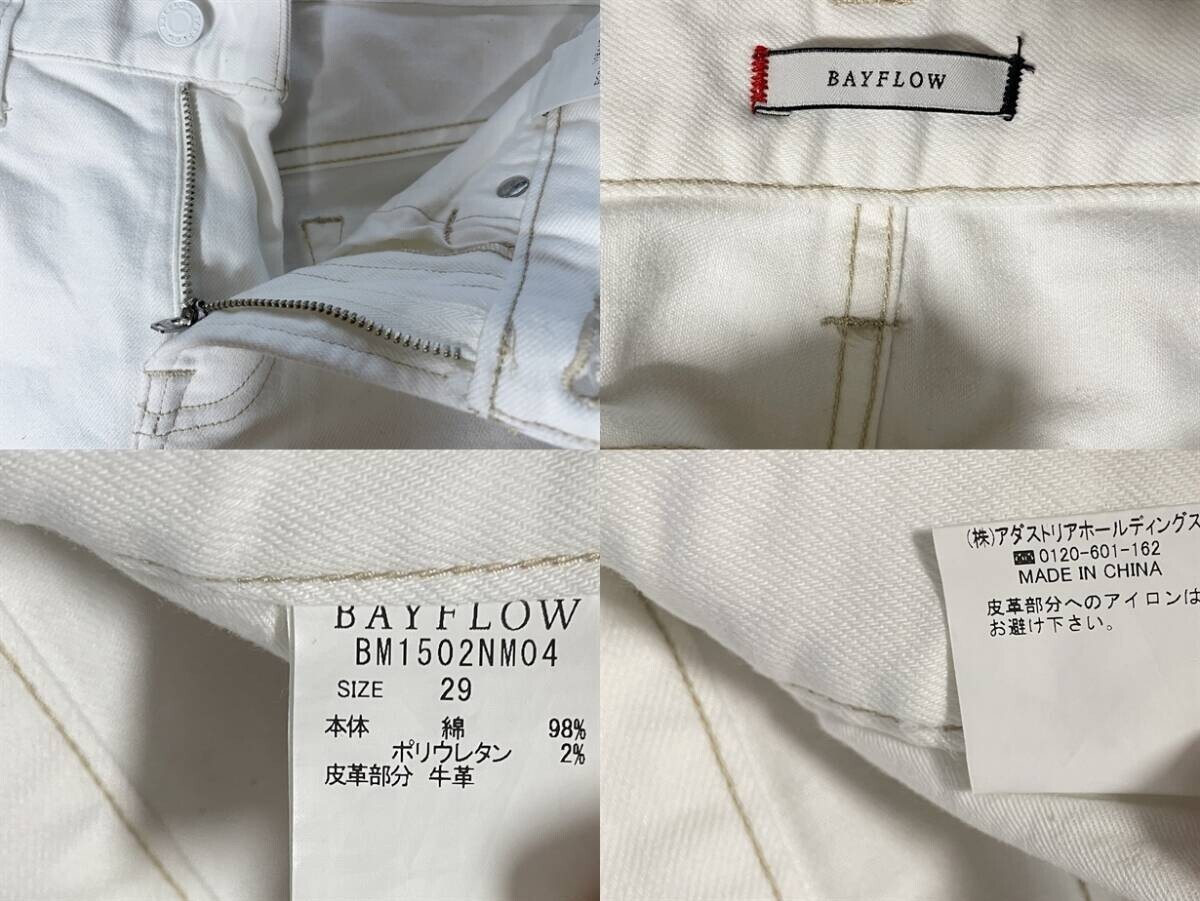 BAYFLOW
BAYFLOW
BM1502NM04
SIZE 29
本体 綿 98%
ポリウレタン 2%
皮革部分 牛革
(株)アダストリアホールディングス
0120-601-162
MADE IN CHINA
皮革部分へのアイロンは
お避け下さい。